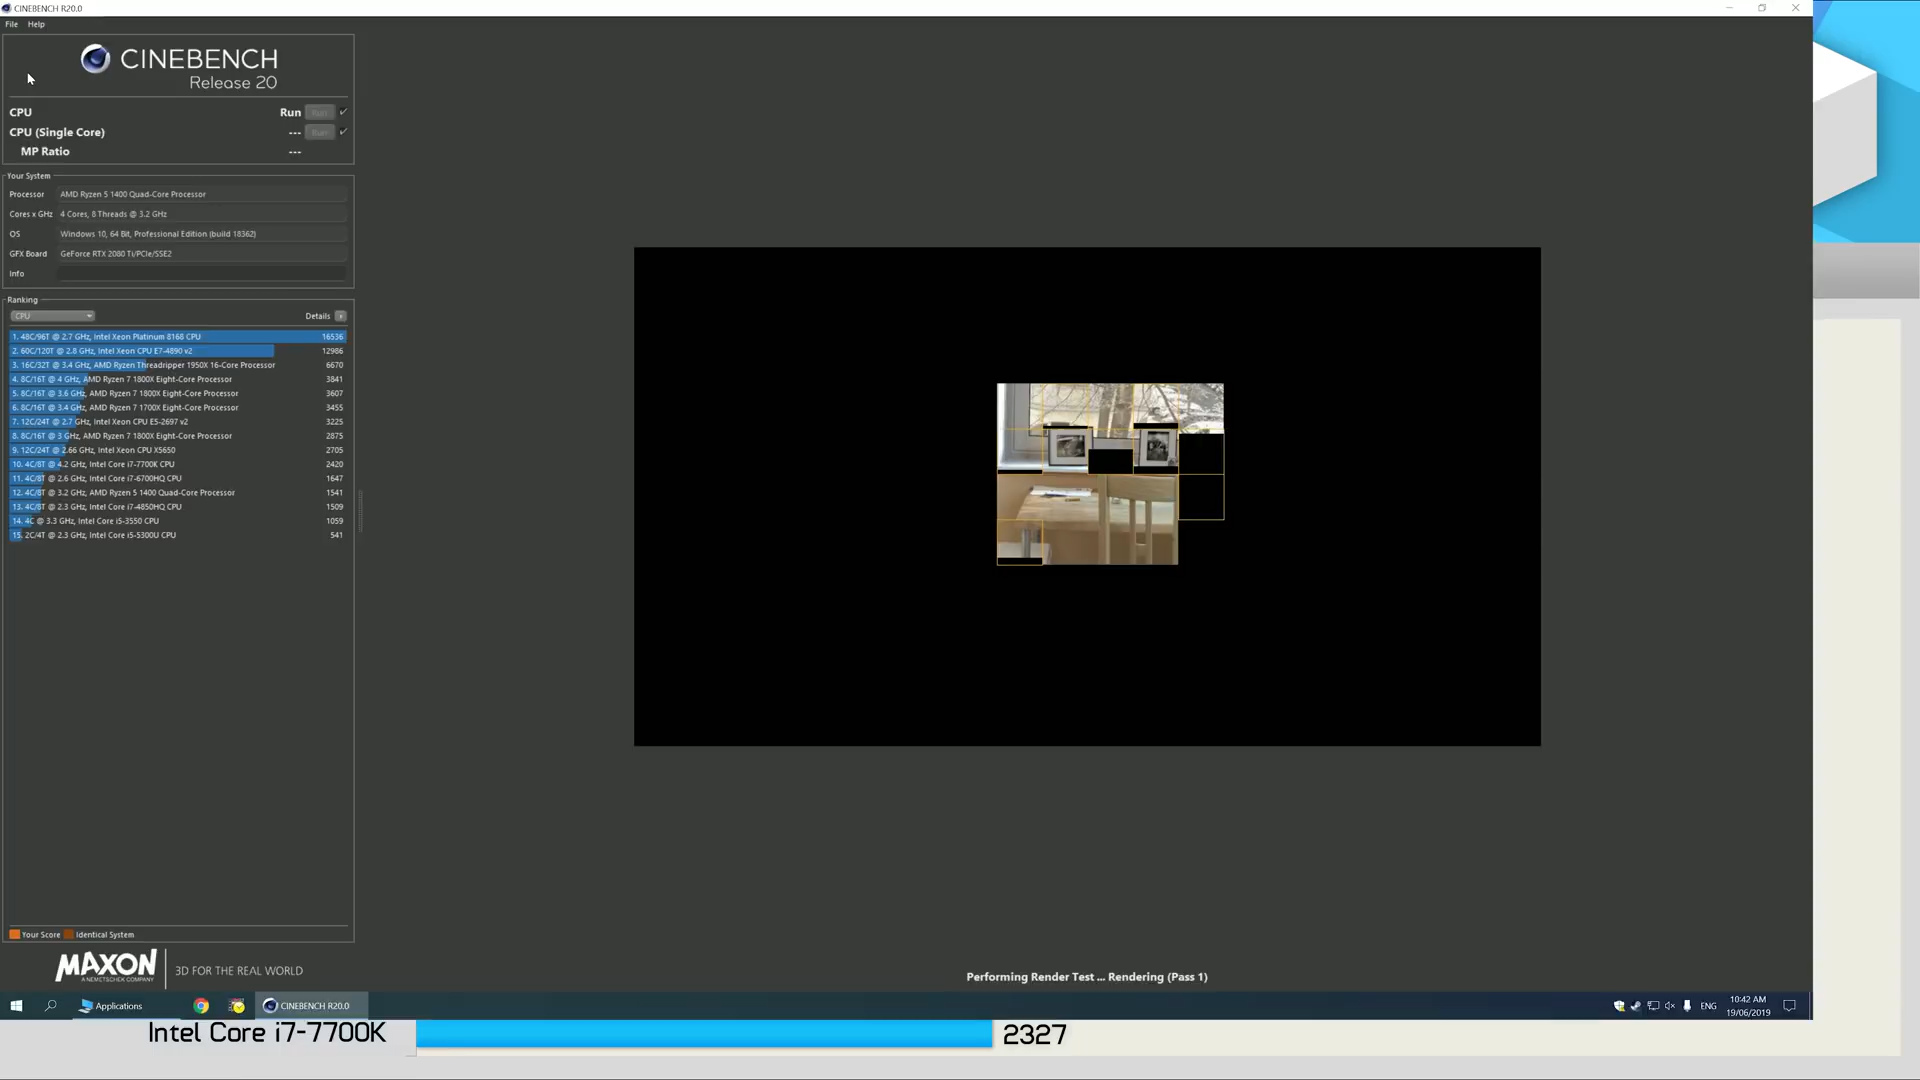 CINEBENCH R20.0
File Help
CINEBENCH
Release 20
CPU Run Run
CPU (Single Core) --- Run
MP Ratio ---
Your System
Processor AMD Ryzen 5 1400 Quad-Core Processor
Cores x GHz 4 Cores, 8 Threads @ 3.2 GHz
OS Windows 10, 64 Bit, Professional Edition (build 18362)
GFX Board GeForce RTX 2080 Ti/PCIe/SSE2
Info
Ranking
CPU Details
1. 48C/96T @ 2.7 GHz, Intel Xeon Platinum 8168 CPU 16536
2. 60C/120T @ 2.8 GHz, Intel Xeon CPU E7-4890 v2 12986
3. 16C/32T @ 3.4 GHz, AMD Ryzen Threadripper 1950X 16-Core Processor 6670
4. 8C/16T @ 4 GHz, AMD Ryzen 7 1800X Eight-Core Processor 3841
5. 8C/16T @ 3.6 GHz, AMD Ryzen 7 1800X Eight-Core Processor 3607
6. 8C/16T @ 3.4 GHz, AMD Ryzen 7 1700X Eight-Core Processor 3455
7. 12C/24T @ 2.7 GHz, Intel Xeon CPU E5-2697 v2 3225
8. 8C/16T @ 3 GHz, AMD Ryzen 7 1800X Eight-Core Processor 2875
9. 12C/24T @ 2.66 GHz, Intel Xeon CPU X5650 2705
10. 4C/8T @ 4.2 GHz, Intel Core i7-7700K CPU 2420
11. 4C/8T @ 2.6 GHz, Intel Core i7-6700HQ CPU 1647
12. 4C/8T @ 3.2 GHz, AMD Ryzen 5 1400 Quad-Core Processor 1541
13. 4C/8T @ 2.3 GHz, Intel Core i7-4850HQ CPU 1509
14. 4C @ 3.3 GHz, Intel Core i5-3550 CPU 1059
15. 2C/4T @ 2.3 GHz, Intel Core i5-5300U CPU 541
Your Score Identical System
MAXON
A NEMETSCHEK COMPANY
3D FOR THE REAL WORLD
Performing Render Test ... Rendering (Pass 1)
Applications CINEBENCH R20.0 ENG 10:42 AM
19/06/2019
Intel Core i7-7700K 2327